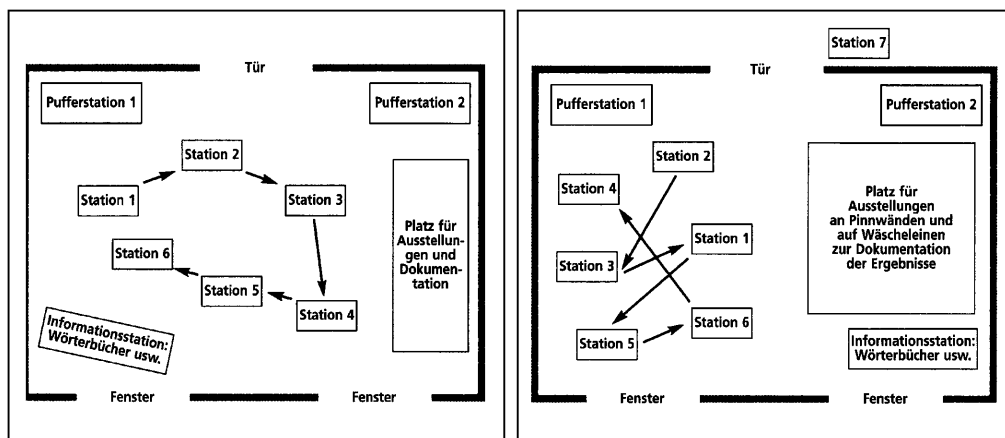 Tür
Pufferstation 1
Pufferstation 2
Station 2
Station 1
Station 3
Platz für
Ausstellun-
gen und
Dokumen-
tation
Station 6
Station 5
Station 4
Informationsstation:
Wörterbücher usw.
Fenster
Fenster
Station 7
Tür
Pufferstation 1
Pufferstation 2
Station 2
Station 4
Platz für
Ausstellungen
an Pinnwänden und
auf Wäscheleinen
zur Dokumentation
der Ergebnisse
Station 1
Station 3
Station 6
Station 5
Informationsstation:
Wörterbücher usw.
Fenster
Fenster